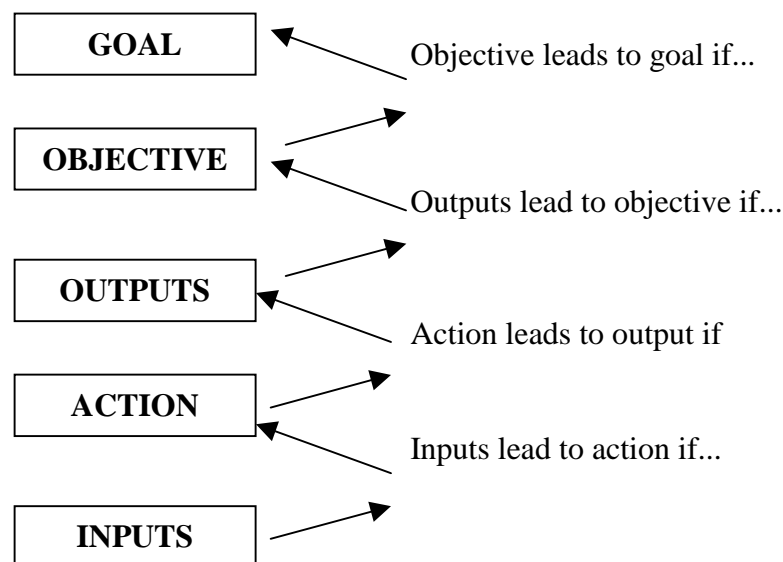 GOAL
Objective leads to goal if...
OBJECTIVE
Outputs lead to objective if...
OUTPUTS
Action leads to output if
ACTION
Inputs lead to action if...
INPUTS